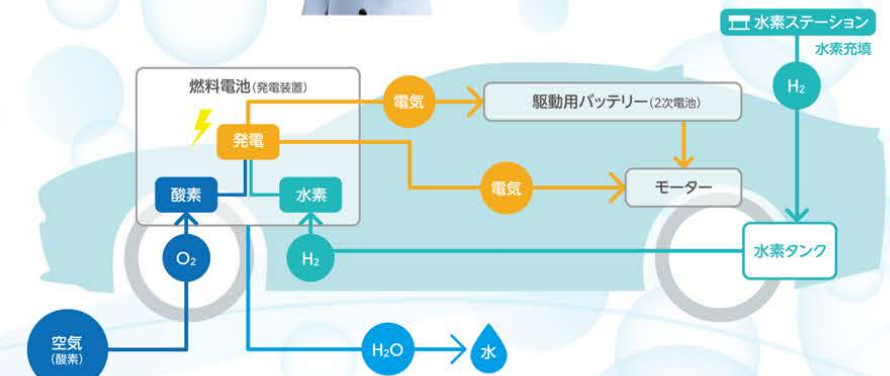 水素ステーション
水素充填
H₂
燃料電池(発電装置)
電気
駆動用バッテリー(2次電池)
発電
酸素
水素
電気
モーター
O₂
H₂
水素タンク
空気
(酸素)
H₂O
水